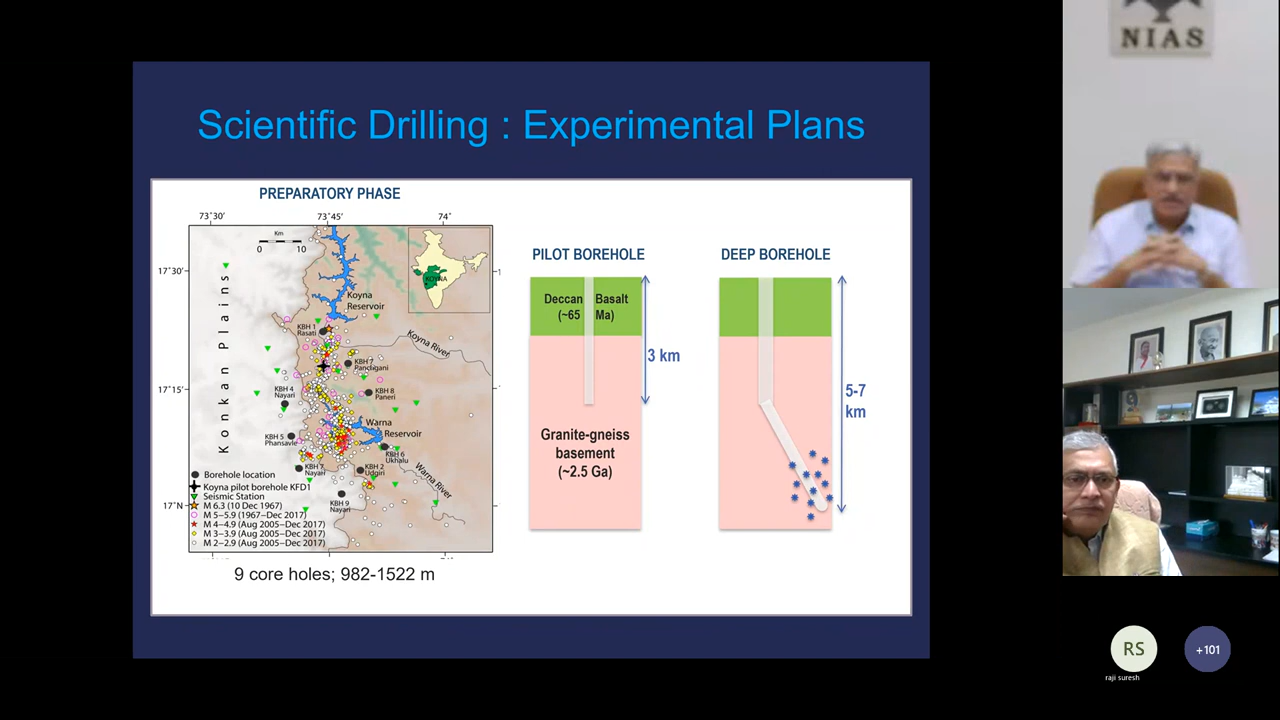 NIAS
Scientific Drilling : Experimental Plans
PREPARATORY PHASE
73˚30'
73˚45'
74˚
Km
0
10
KOYNA
17˚30'
17˚15'
17˚N
Konkan Plains
Koyna
Reservoir
Koyna River
KBH 1
Rasati
KBH 7
Panchgani
KBH 4
Nayari
KBH 8
Paneri
Warna
Reservoir
KBH 5
Phansavle
KBH 6
Ukhalu
KBH 7
Nayari
KBH 2
Udgiri
Warna River
KBH 9
Nayari
Borehole location
Koyna pilot borehole KFD1
Seismic Station
M 6.3 (10 Dec 1967)
M 5–5.9 (1967–Dec 2017)
M 4–4.9 (Aug 2005–Dec 2017)
M 3–3.9 (Aug 2005–Dec 2017)
M 2–2.9 (Aug 2005–Dec 2017)
9 core holes; 982-1522 m
PILOT BOREHOLE
Deccan Basalt
(~65 Ma)
3 km
Granite-gneiss
basement
(~2.5 Ga)
DEEP BOREHOLE
5-7
km
RS
+101
raji suresh